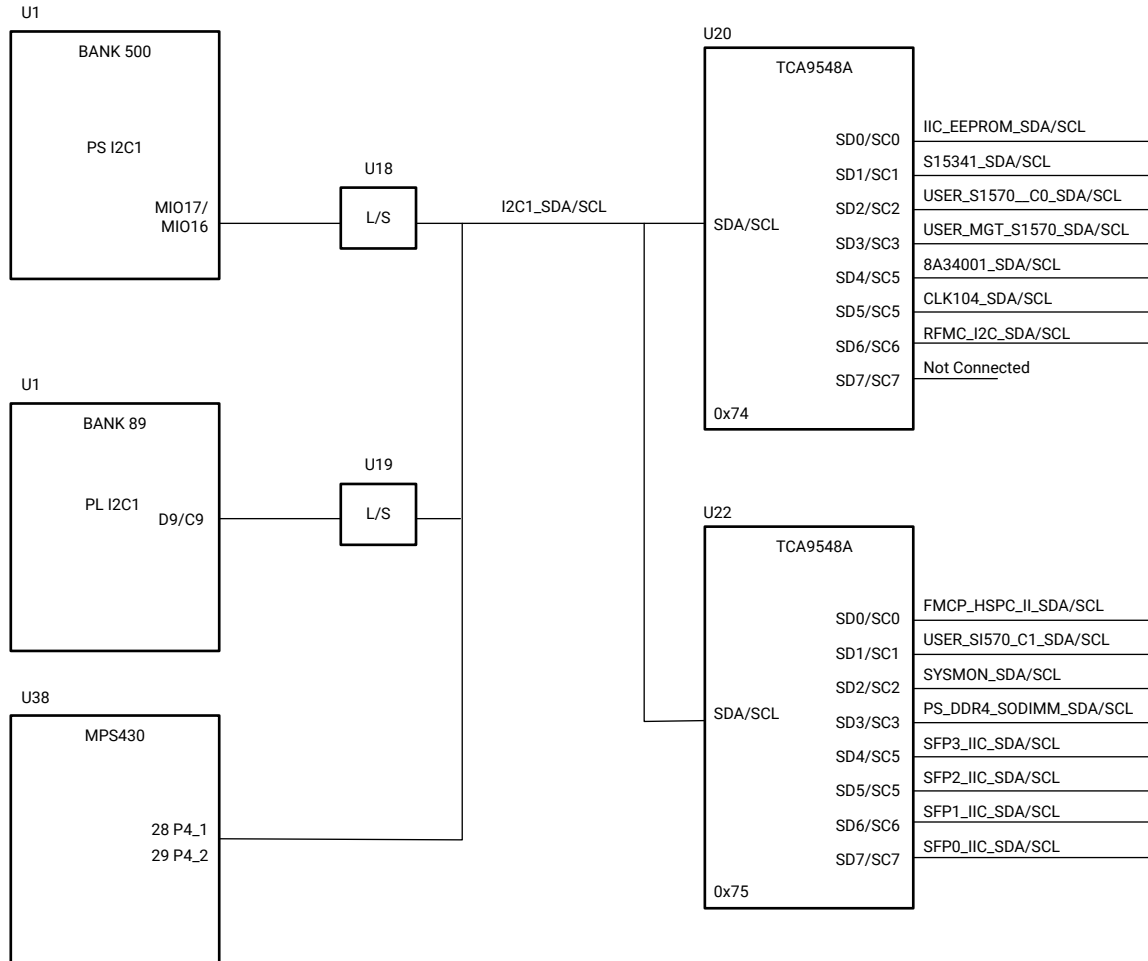 U1
BANK 500
PS I2C1
MIO17/
MIO16
U18
L/S
I2C1_SDA/SCL
U20
TCA9548A
SDA/SCL
SD0/SC0
IIC_EEPROM_SDA/SCL
SD1/SC1
S15341_SDA/SCL
SD2/SC2
USER_S1570__C0_SDA/SCL
SD3/SC3
USER_MGT_S1570_SDA/SCL
SD4/SC5
8A34001_SDA/SCL
SD5/SC5
CLK104_SDA/SCL
SD6/SC6
RFMC_I2C_SDA/SCL
SD7/SC7
Not Connected
0x74
U1
BANK 89
PL I2C1
D9/C9
U19
L/S
U22
TCA9548A
SDA/SCL
SD0/SC0
FMCP_HSPC_II_SDA/SCL
SD1/SC1
USER_SI570_C1_SDA/SCL
SD2/SC2
SYSMON_SDA/SCL
SD3/SC3
PS_DDR4_SODIMM_SDA/SCL
SD4/SC5
SFP3_IIC_SDA/SCL
SD5/SC5
SFP2_IIC_SDA/SCL
SD6/SC6
SFP1_IIC_SDA/SCL
SD7/SC7
SFP0_IIC_SDA/SCL
0x75
U38
MPS430
28 P4_1
29 P4_2